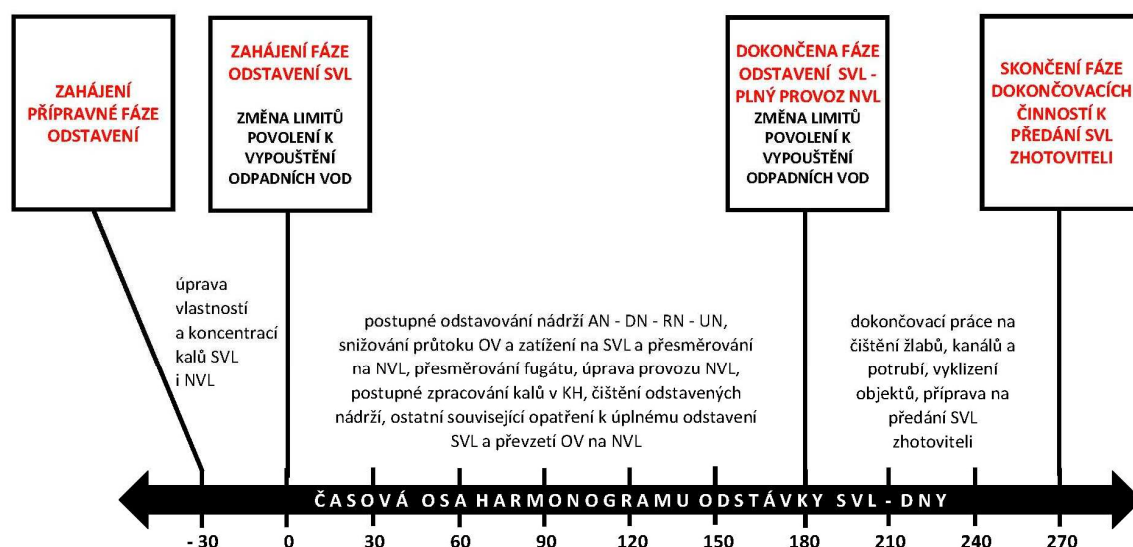 ZAHÁJENÍ
PŘÍPRAVNÉ FÁZE
ODSTAVENÍ
ZAHÁJENÍ FÁZE
ODSTAVENÍ SVL
ZMĚNA LIMITŮ
POVOLENÍ K
VYPOUŠTĚNÍ
ODPADNÍCH VOD
DOKONČENA FÁZE
ODSTAVENÍ SVL -
PLNÝ PROVOZ NVL
ZMĚNA LIMITŮ
POVOLENÍ K
VYPOUŠTĚNÍ
ODPADNÍCH VOD
SKONČENÍ FÁZE
DOKONČOVACÍCH
ČINNOSTÍ K
PŘEDÁNÍ SVL
ZHOTOVITELI
úprava
vlastností
a koncentrací
kalů SVL
i NVL
postupné odstavování nádrží AN - DN - RN - UN,
snižování průtoku OV a zatížení na SVL a přesměrování
na NVL, přesměrování fugátu, úprava provozu NVL,
postupné zpracování kalů v KH, čištění odstavených
nádrží, ostatní související opatření k úplnému odstavení
SVL a převzetí OV na NVL
dokončovací práce na
čištění žlabů, kanálů a
potrubí, vyklizení
objektů, příprava na
předání SVL
zhotoviteli
ČASOVÁ OSA HARMONOGRAMU ODSTÁVKY SVL - DNY
- 30 0 30 60 90 120 150 180 210 240 270